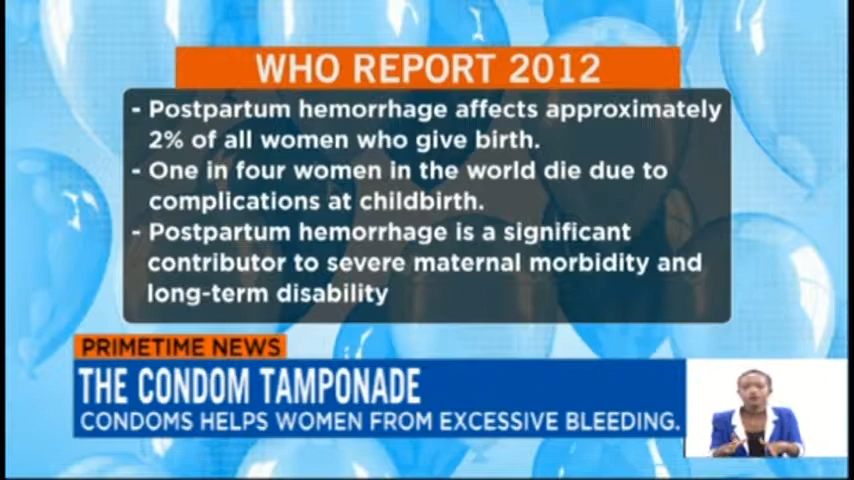 WHO REPORT 2012
- Postpartum hemorrhage affects approximately
2% of all women who give birth.
- One in four women in the world die due to
complications at childbirth.
- Postpartum hemorrhage is a significant
contributor to severe maternal morbidity and
long-term disability
PRIMETIME NEWS
THE CONDOM TAMPONADE
CONDOMS HELPS WOMEN FROM EXCESSIVE BLEEDING.